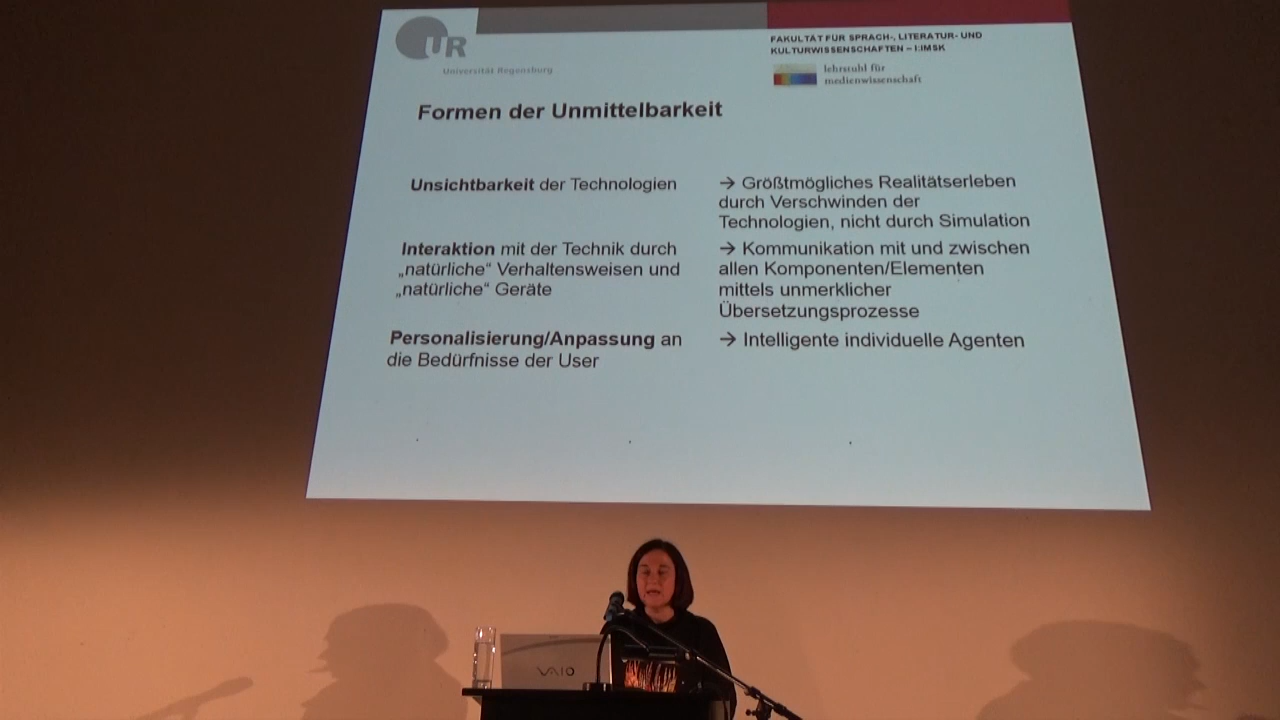 UR
Universität Regensburg
FAKULTÄT FÜR SPRACH-, LITERATUR- UND
KULTURWISSENSCHAFTEN – I:IMSK
lehrstuhl für
medienwissenschaft
Formen der Unmittelbarkeit
Unsichtbarkeit der Technologien
→ Größtmögliches Realitätserleben
durch Verschwinden der
Technologien, nicht durch Simulation
Interaktion mit der Technik durch
„natürliche“ Verhaltensweisen und
„natürliche“ Geräte
→ Kommunikation mit und zwischen
allen Komponenten/Elementen
mittels unmerklicher
Übersetzungsprozesse
Personalisierung/Anpassung an
die Bedürfnisse der User
→ Intelligente individuelle Agenten
VAIO